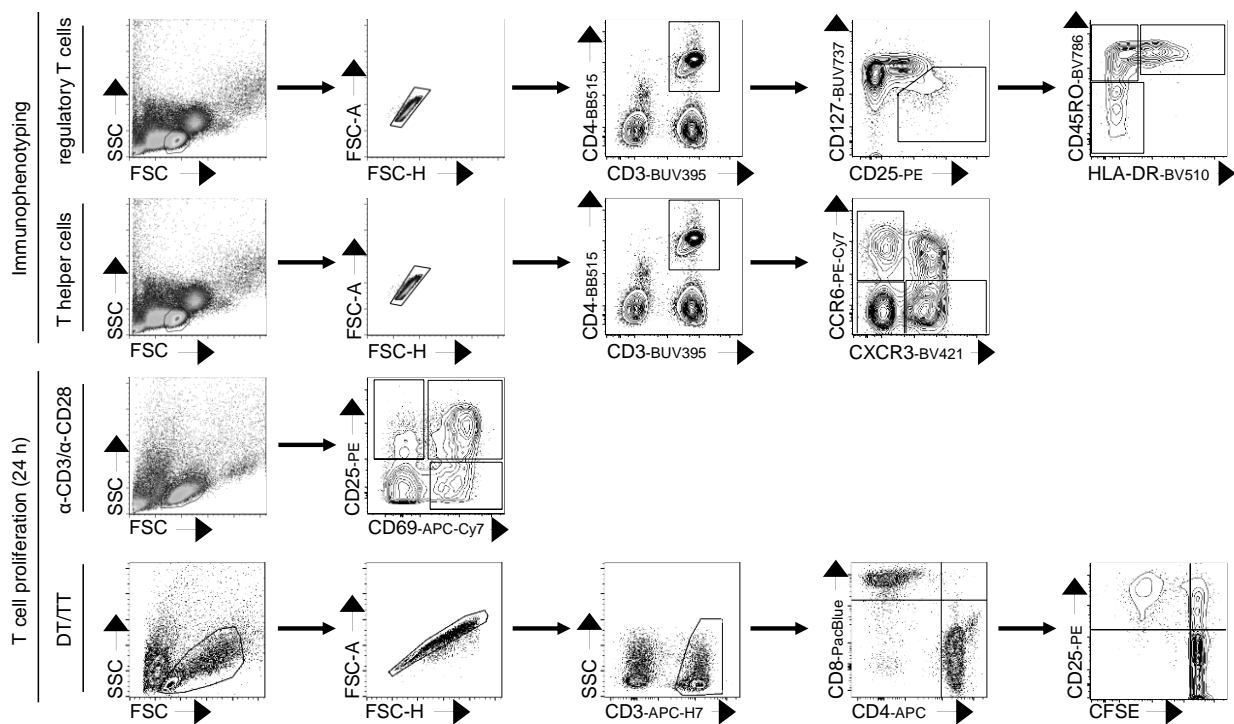 Immunophenotyping
regulatory T cells
SSC
FSC
FSC-A
FSC-H
CD4-BB515
CD3-BUV395
CD127-BUV737
CD25-PE
CD45RO-BV786
HLA-DR-BV510
T helper cells
SSC
FSC
FSC-A
FSC-H
CD4-BB515
CD3-BUV395
CCR6-PE-Cy7
CXCR3-BV421
T cell proliferation (24 h)
α-CD3/α-CD28
SSC
FSC
CD25-PE
CD69-APC-Cy7
DT/TT
SSC
FSC
FSC-A
FSC-H
SSC
CD3-APC-H7
CD8-PacBlue
CD4-APC
CD25-PE
CFSE